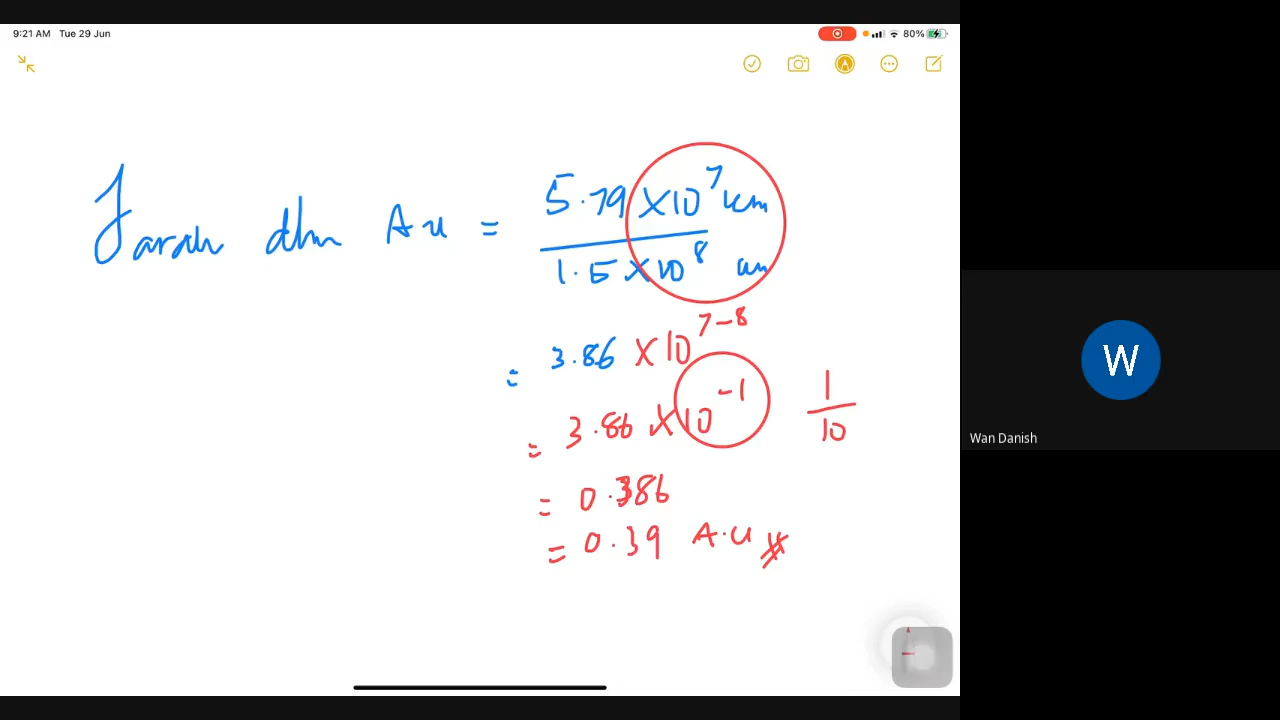 9:21 AM Tue 29 Jun 80%
Jarak dlm Au = 5.79 ×10^7 km
1.5 ×10^8 km
= 3.86 ×10^7-8
= 3.86 ×10^-1 1/10
= 0.386
= 0.39 A.U
W
Wan Danish